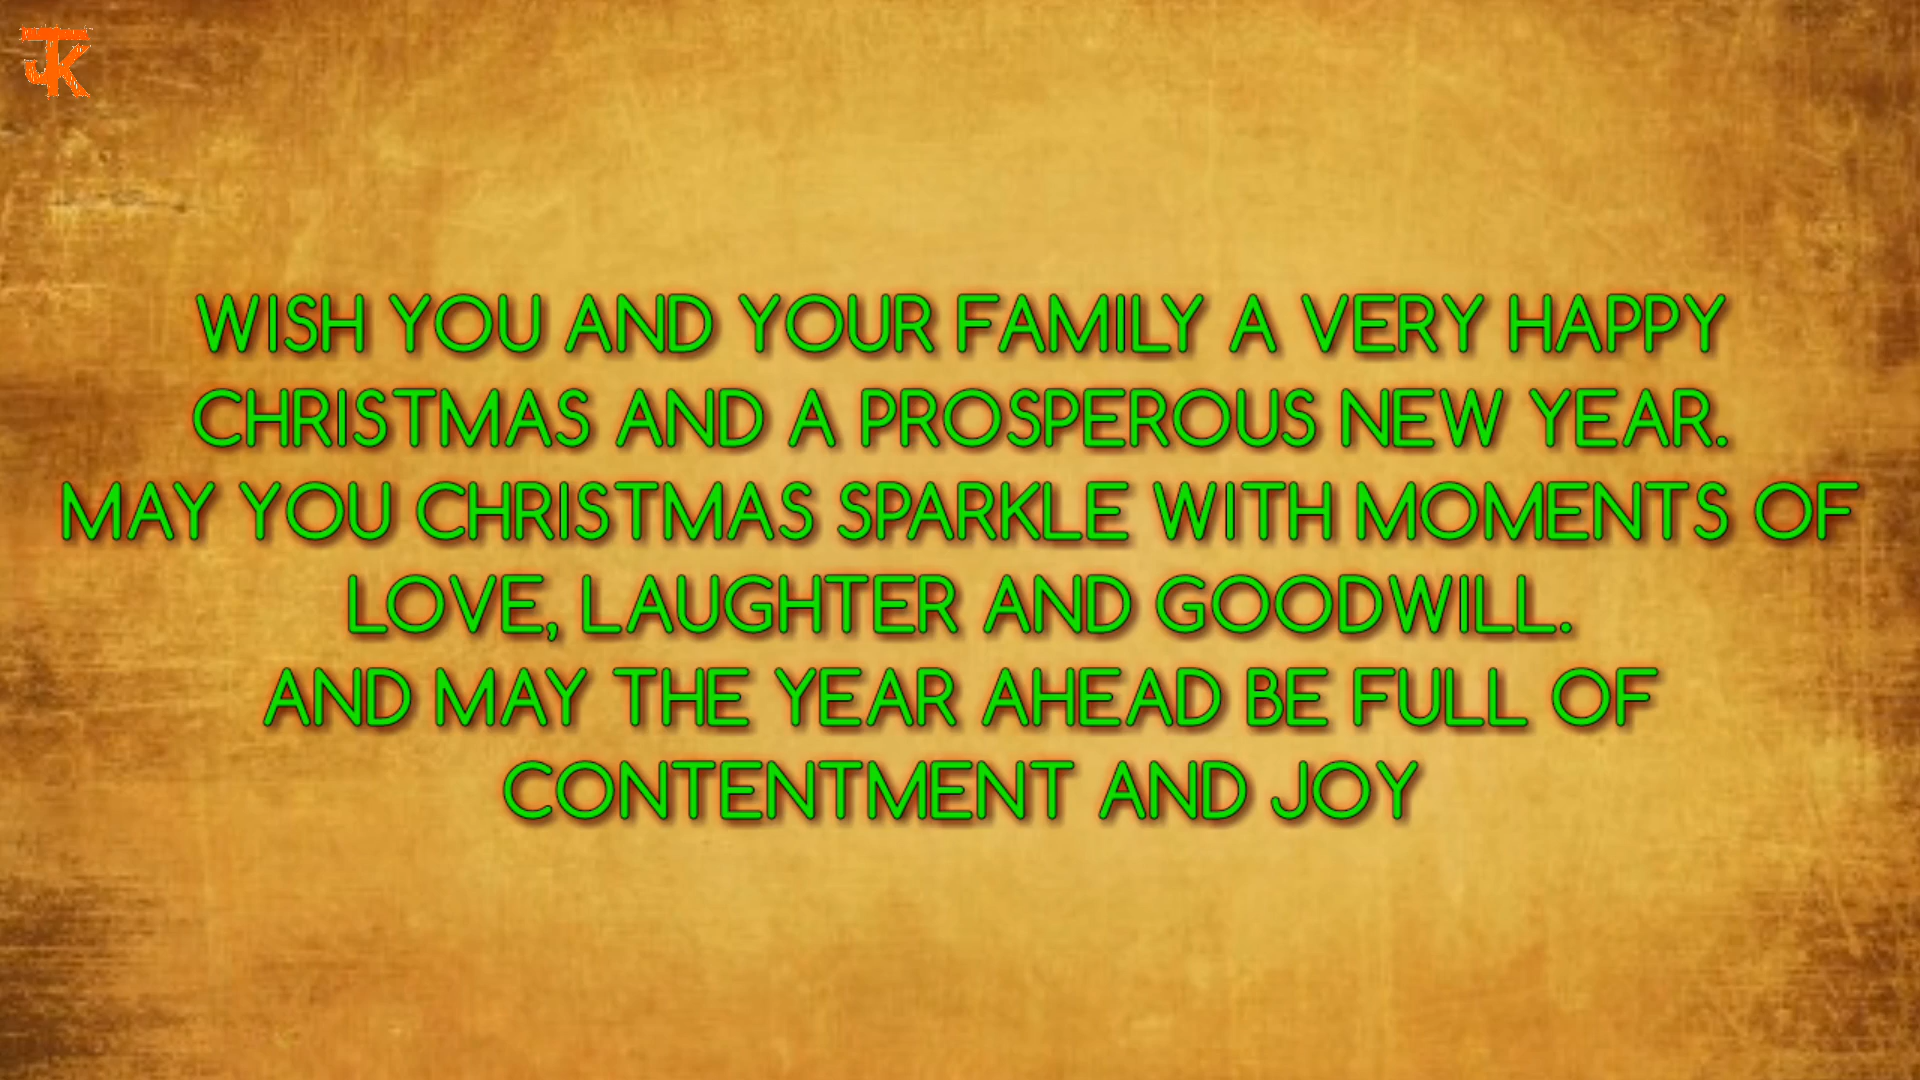 JK
WISH YOU AND YOUR FAMILY A VERY HAPPY
CHRISTMAS AND A PROSPEROUS NEW YEAR.
MAY YOU CHRISTMAS SPARKLE WITH MOMENTS OF
LOVE, LAUGHTER AND GOODWILL.
AND MAY THE YEAR AHEAD BE FULL OF
CONTENTMENT AND JOY